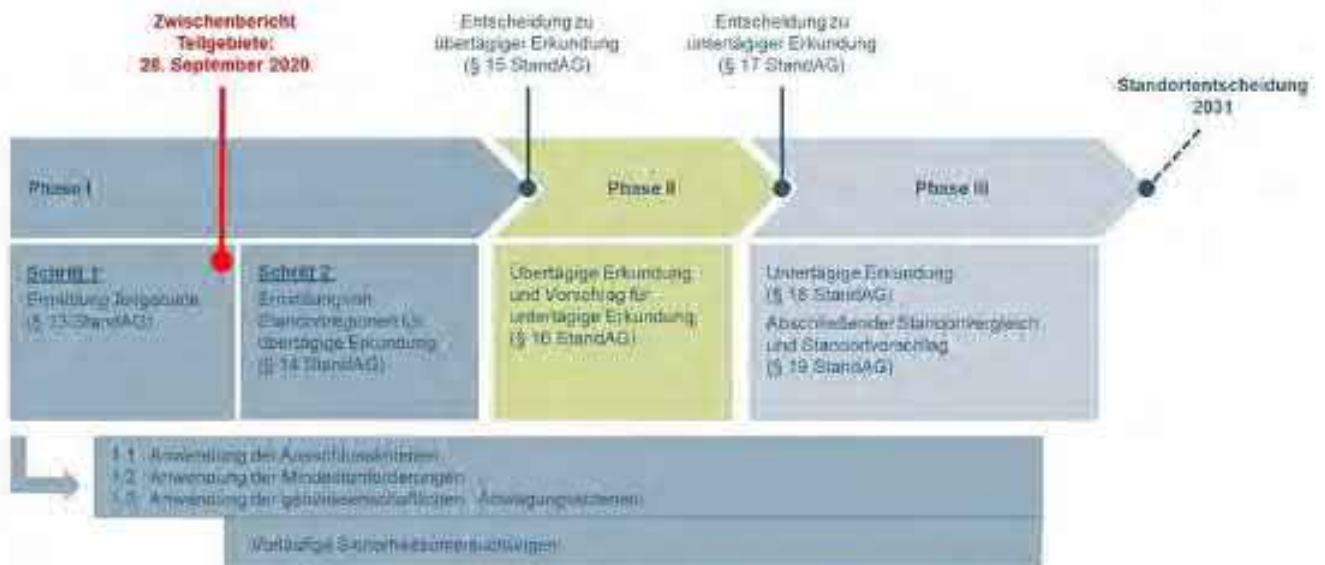 Zwischenbericht
Teilgebiete:
28. September 2020
Entscheidung zu
übertägiger Erkundung
(§ 15 StandAG)
Entscheidung zu
untertägiger Erkundung
(§ 17 StandAG)
Standortentscheidung
2031
Phase I
Phase II
Phase III
Schritt 1:
Ermittlung Teilgebiete
(§ 13 StandAG)
Schritt 2:
Ermittlung von
Standortregionen für
übertägige Erkundung
(§ 14 StandAG)
Übertägige Erkundung
und Vorschlag für
untertägige Erkundung
(§ 16 StandAG)
Untertägige Erkundung
(§ 18 StandAG)
Abschließender Standortvergleich
und Standortvorschlag
(§ 19 StandAG)
1.1 Anwendung der Ausschlusskriterien
1.2 Anwendung der Mindestanforderungen
1.3 Anwendung der geowissenschaftlichen Abwägungskriterien
Vorläufige Sicherheitsuntersuchungen